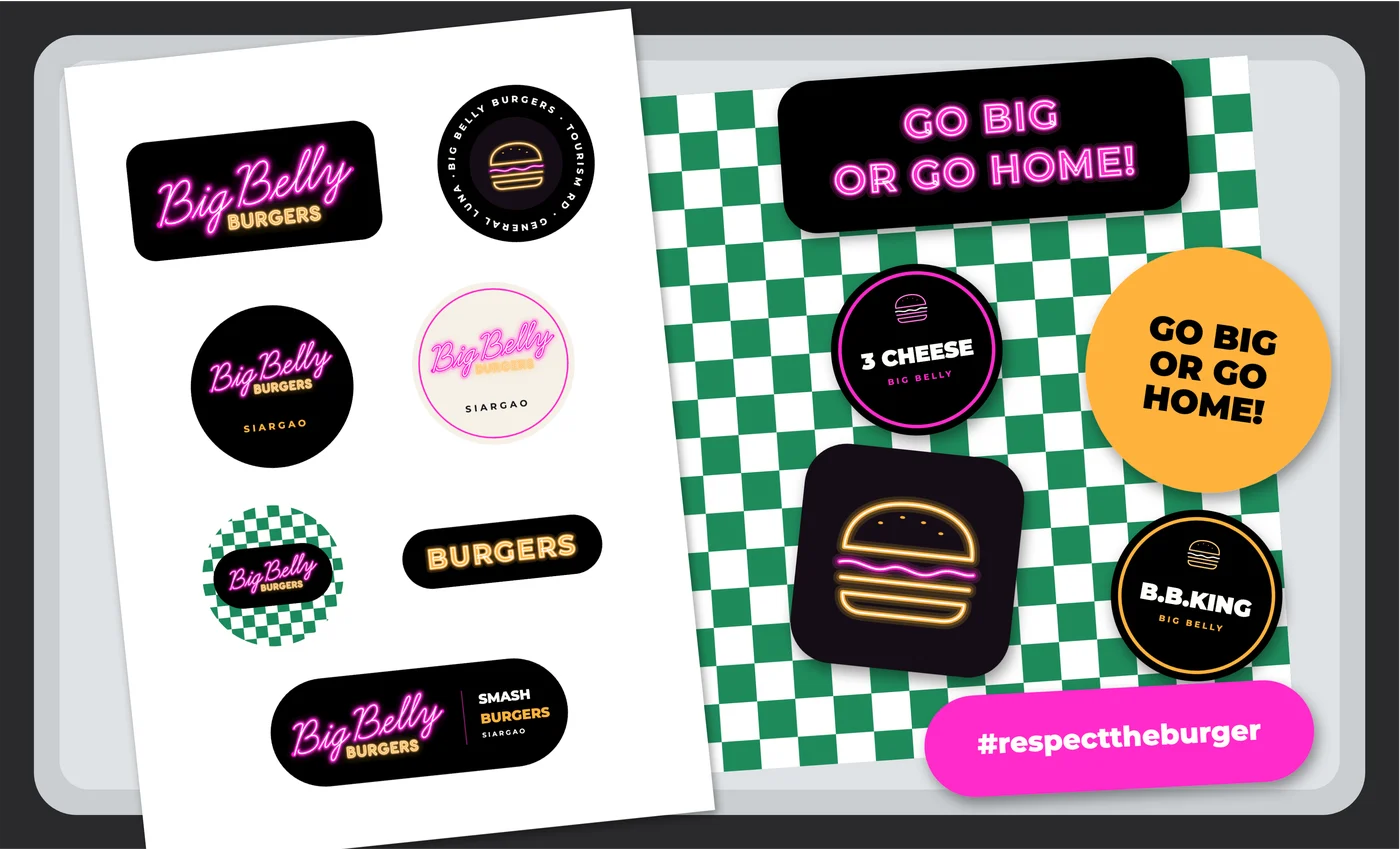 Big Belly
BURGERS
BIG BELLY BURGERS · TOURISM RD · GENERAL LUNA ·
Big Belly
BURGERS
SIARGAO
Big Belly
BURGERS
SIARGAO
Big Belly
BURGERS
BURGERS
Big Belly
BURGERS
SMASH
BURGERS
SIARGAO
GO BIG
OR GO HOME!
3 CHEESE
BIG BELLY
GO BIG
OR GO
HOME!
B.B.KING
BIG BELLY
#respecttheburger